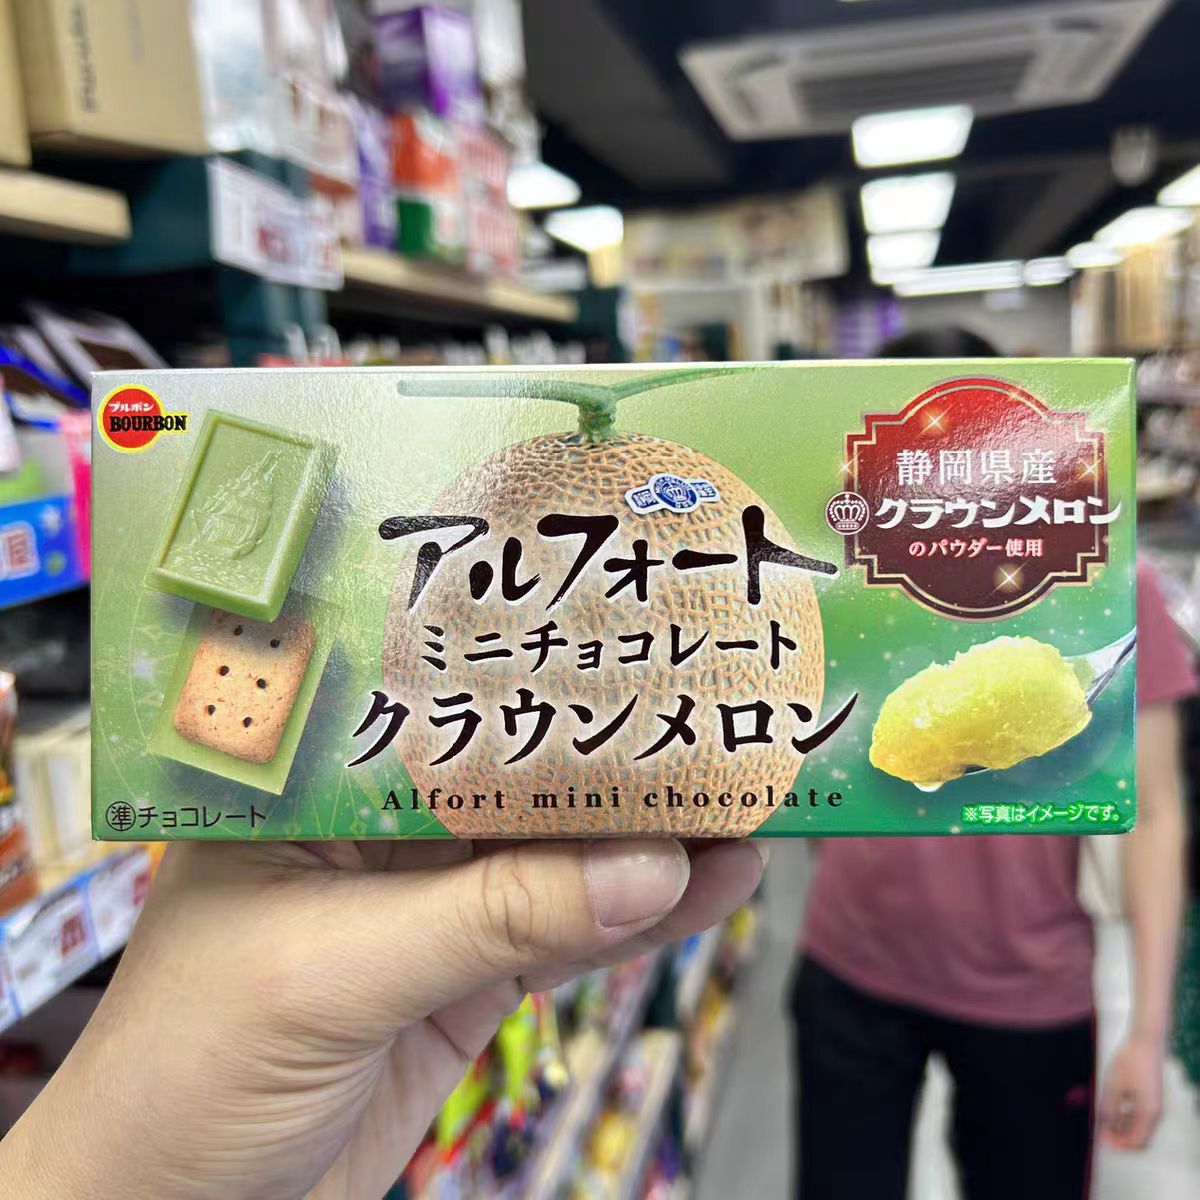 ブルボン
BOURBON
静岡県産
クラウンメロン
のパウダー使用
アルフォート
ミニチョコレート
クラウンメロン
Alfort mini chocolate
準チョコレート
※写真はイメージです。